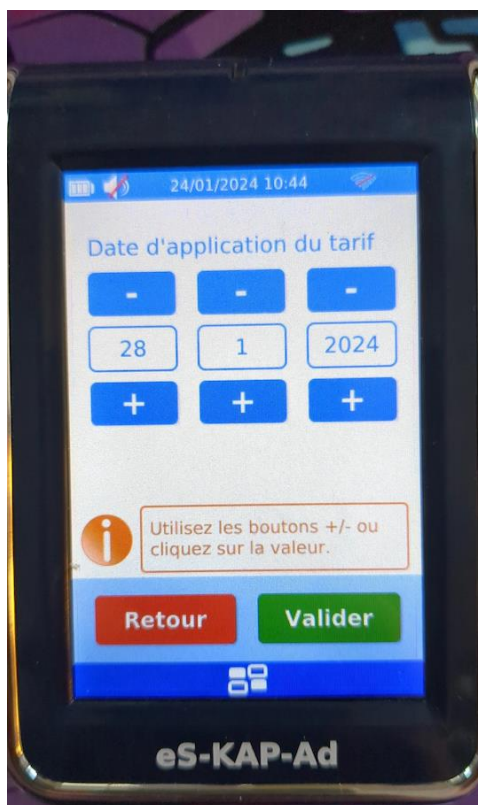 24/01/2024 10:44
Date d'application du tarif
- - -
28 1 2024
+ + +
i
Utilisez les boutons +/- ou
cliquez sur la valeur.
Retour Valider
eS-KAP-Ad